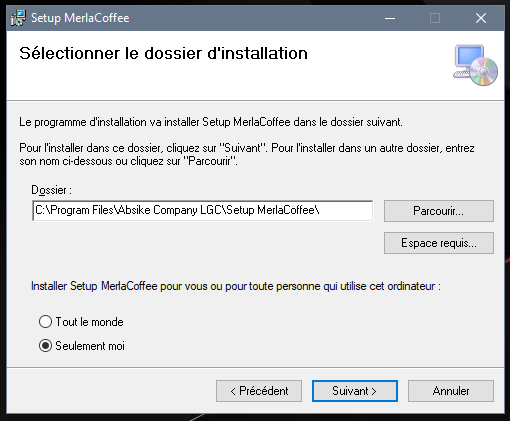 Setup MerlaCoffee
Sélectionner le dossier d'installation
Le programme d'installation va installer Setup MerlaCoffee dans le dossier suivant.
Pour l'installer dans ce dossier, cliquez sur "Suivant". Pour l'installer dans un autre dossier, entrez
son nom ci-dessous ou cliquez sur "Parcourir".
Dossier :
C:\Program Files\Absike Company LGC\Setup MerlaCoffee\
Parcourir...
Espace requis...
Installer Setup MerlaCoffee pour vous ou pour toute personne qui utilise cet ordinateur :
Tout le monde
Seulement moi
< Précédent
Suivant >
Annuler